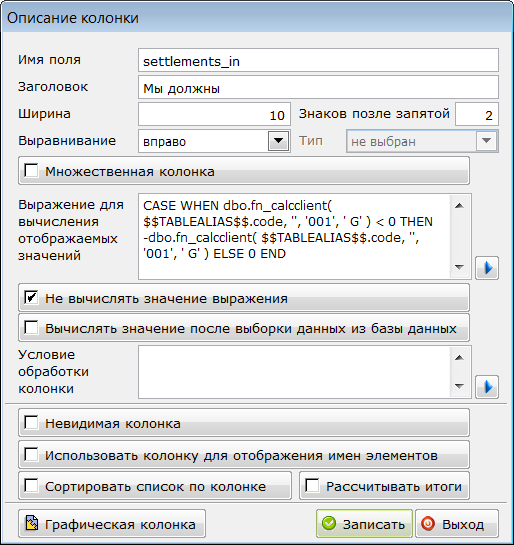 Описание колонки
Имя поля settlements_in
Заголовок Мы должны
Ширина 10 Знаков позле запятой 2
Выравнивание вправо Тип не выбран
Множественная колонка
Выражение для
вычисления
отображаемых
значений
CASE WHEN dbo.fn_calcclient(
$$TABLEALIAS$$.code, '', '001', ' G' ) < 0 THEN
-dbo.fn_calcclient( $$TABLEALIAS$$.code, '',
'001', ' G' ) ELSE 0 END
Не вычислять значение выражения
Вычислять значение после выборки данных из базы данных
Условие
обработки
колонки
Невидимая колонка
Использовать колонку для отображения имен элементов
Сортировать список по колонке Рассчитывать итоги
Графическая колонка Записать Выход